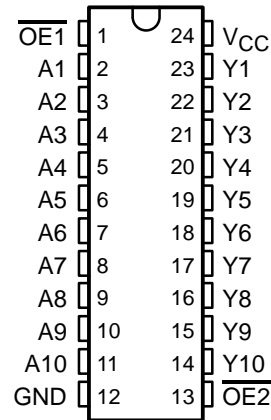 O̅E̅1̅ 1 24 VCC
A1 2 23 Y1
A2 3 22 Y2
A3 4 21 Y3
A4 5 20 Y4
A5 6 19 Y5
A6 7 18 Y6
A7 8 17 Y7
A8 9 16 Y8
A9 10 15 Y9
A10 11 14 Y10
GND 12 13 O̅E̅2̅